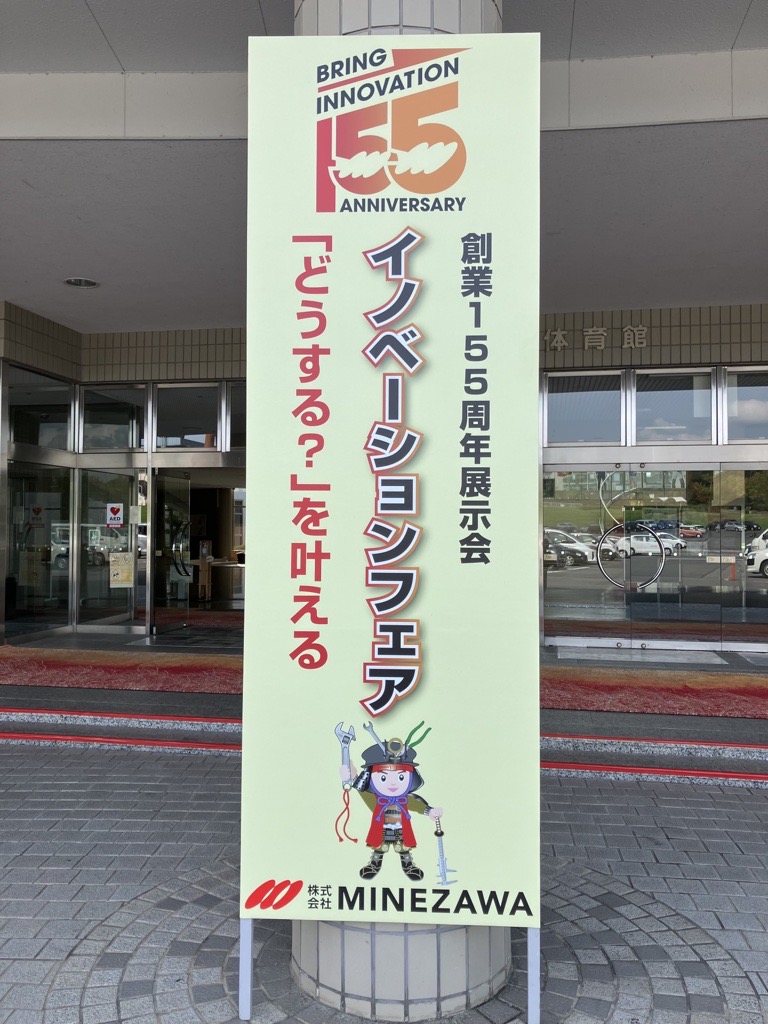 BRING
INNOVATION
155
ANNIVERSARY
創業155周年展示会
イノベーションフェア
「どうする?」を叶える
株式
会社
MINEZAWA
体育館
AED